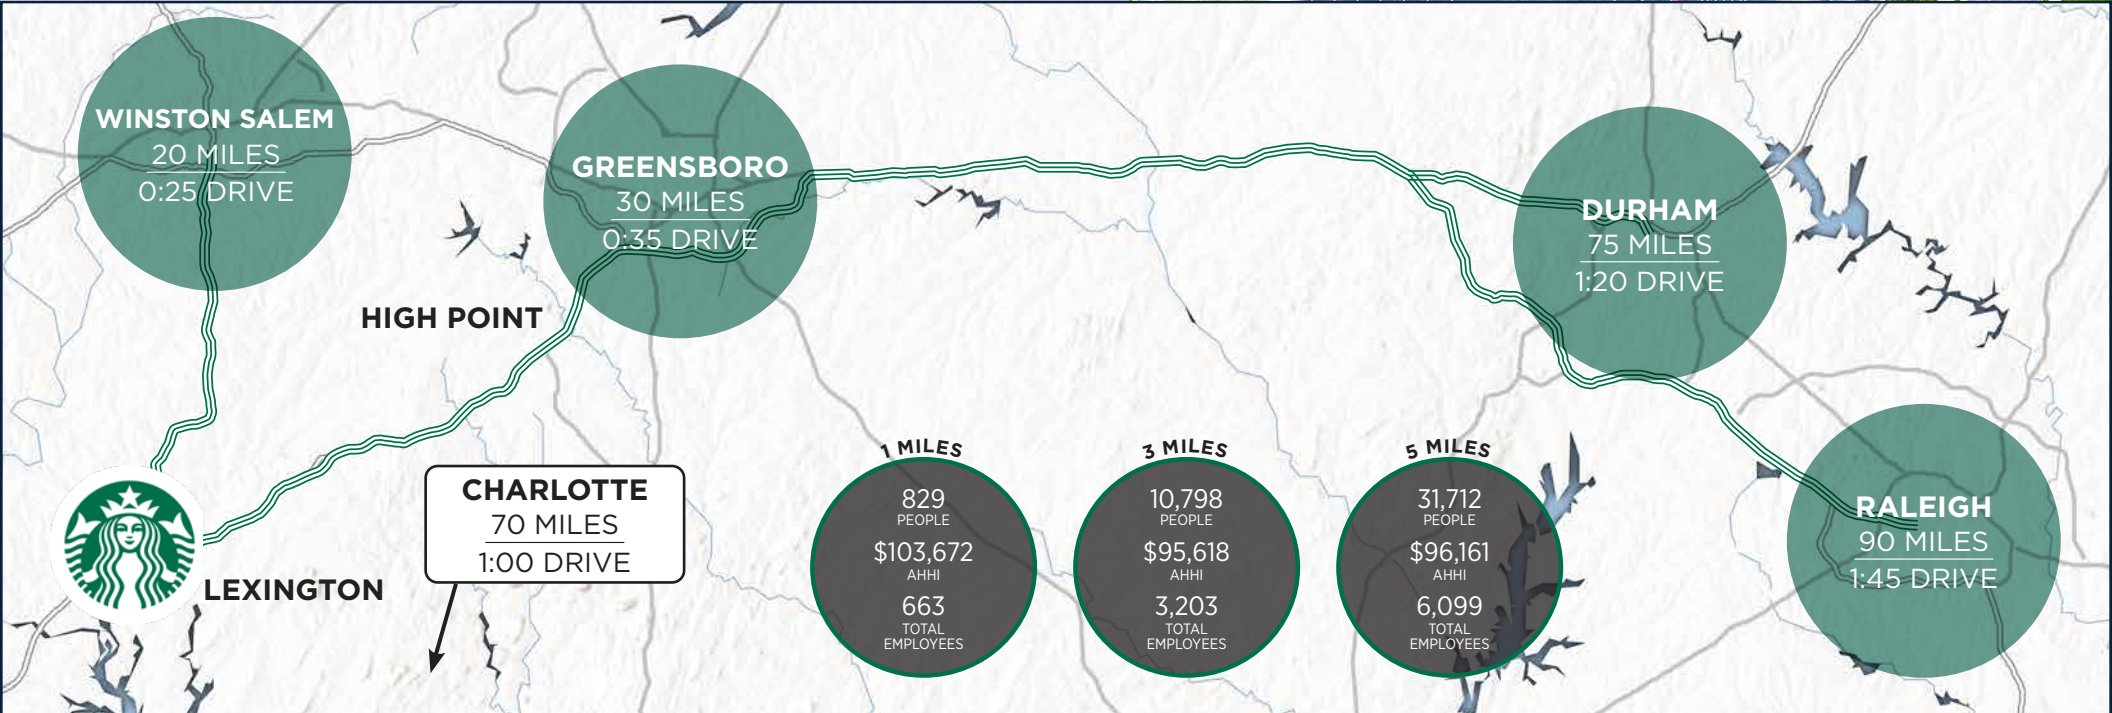 WINSTON SALEM
20 MILES
0:25 DRIVE
GREENSBORO
30 MILES
0:35 DRIVE
DURHAM
75 MILES
1:20 DRIVE
HIGH POINT
RALEIGH
90 MILES
1:45 DRIVE
LEXINGTON
CHARLOTTE
70 MILES
1:00 DRIVE
1 MILES
829
PEOPLE
$103,672
AHHI
663
TOTAL
EMPLOYEES
3 MILES
10,798
PEOPLE
$95,618
AHHI
3,203
TOTAL
EMPLOYEES
5 MILES
31,712
PEOPLE
$96,161
AHHI
6,099
TOTAL
EMPLOYEES